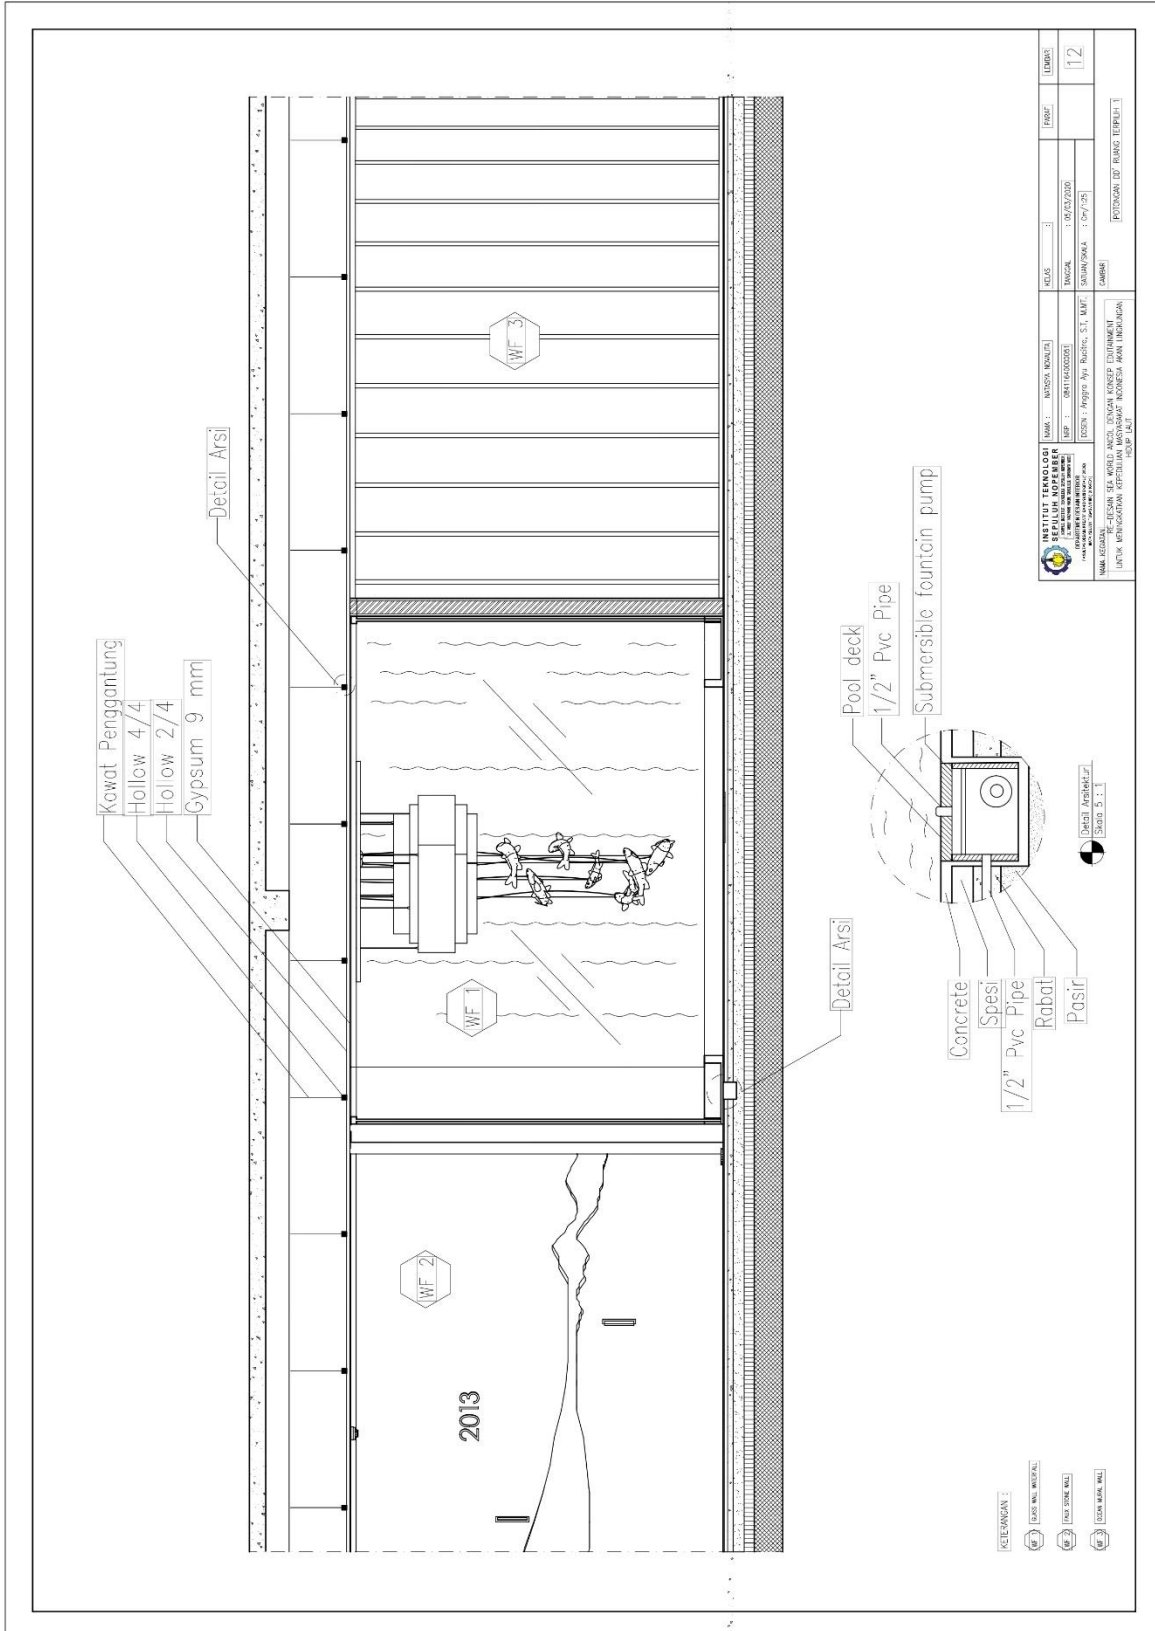 Kawat Penggantung
Hollow 4/4
Hollow 2/4
Gypsum 9 mm
Detail Arsi
WF 2
2013
WF 1
WF 3
Detail Arsi
Pool deck
1/2" Pvc Pipe
Submersible fountain pump
Concrete
Spesi
1/2" Pvc Pipe
Rabat
Pasir
Detail Arsitektur
Skala 5 : 1
KETERANGAN :
WF 1
GLASS WALL WATERFALL
WF 2
FAUX STONE WALL
WF 3
OCEAN MURAL WALL
INSTITUT TEKNOLOGI
SEPULUH NOPEMBER
NAMA : NATASYA NOVALITA
NRP : 08411640000051
DOSEN : Anggra Ayu Rucitra, S.T, M.MT.
KELAS :
TANGGAL : 05/03/2020
SATUAN/SKALA : Cm/1:25
PARAF
LEMBAR
12
NAMA KEGIATAN
RE-DESAIN SEA WORLD ANCOL DENGAN KONSEP EDUTAINMENT
UNTUK MENINGKATKAN KEPEDULIAN MASYARAKAT INDONESIA AKAN LINGKUNGAN
HIDUP LAUT
GAMBAR
POTONGAN DD' RUANG TERPILIH 1